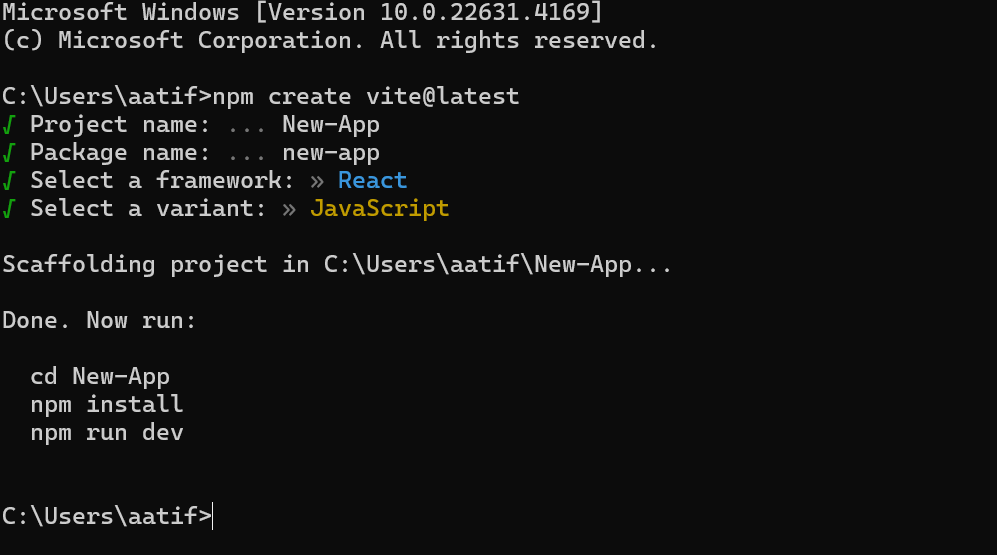 Microsoft Windows [Version 10.0.22631.4169]
(c) Microsoft Corporation. All rights reserved.
C:\Users\aatif>npm create vite@latest
√ Project name: ... New-App
√ Package name: ... new-app
√ Select a framework: » React
√ Select a variant: » JavaScript
Scaffolding project in C:\Users\aatif\New-App...
Done. Now run:
cd New-App
npm install
npm run dev
C:\Users\aatif>